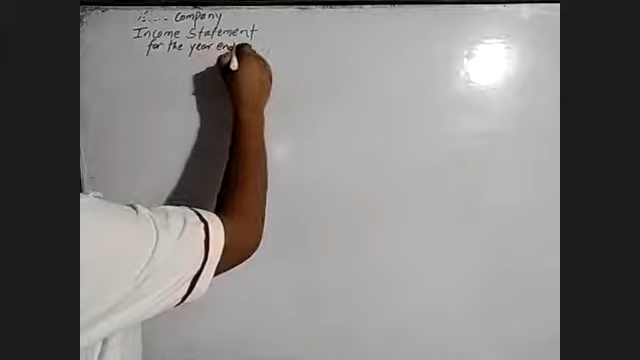 ..... Company
Income Statement
for the year end